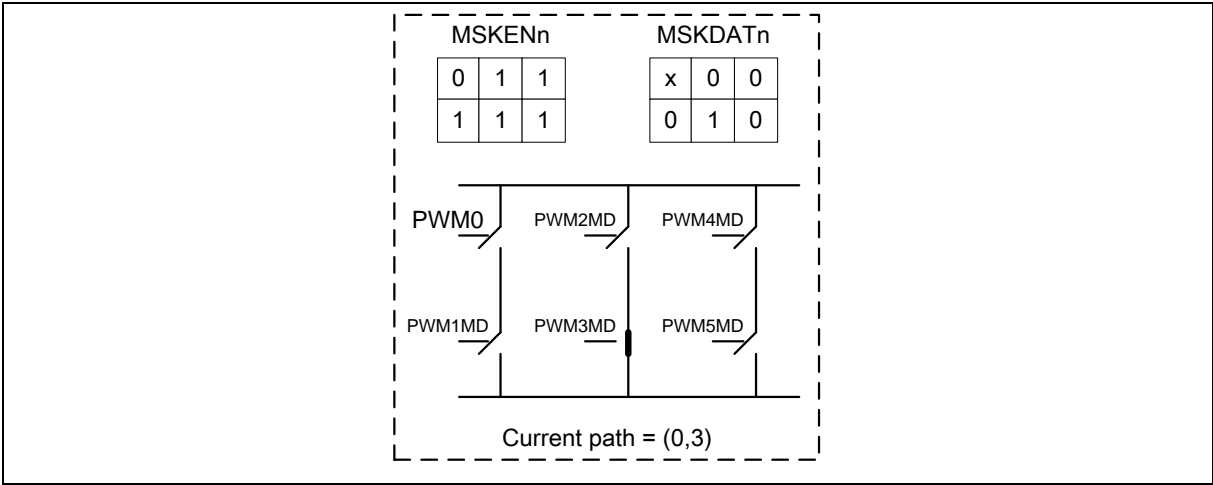 MSKENn MSKDATn
0 1 1 x 0 0
1 1 1 0 1 0
PWM0 PWM2MD PWM4MD
PWM1MD PWM3MD PWM5MD
Current path = (0,3)